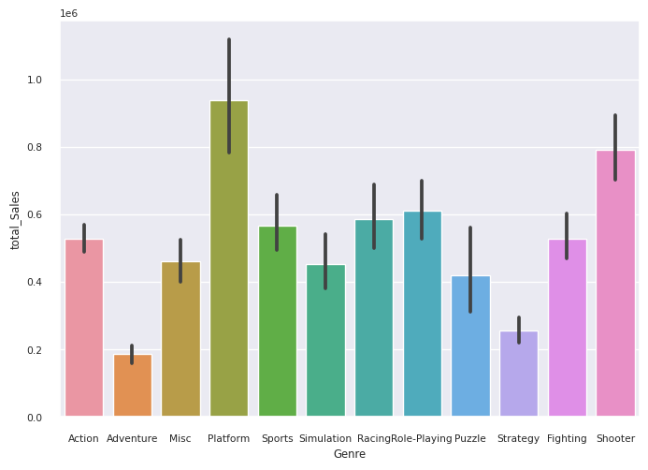 1e6
1.0
0.8
0.6
0.4
0.2
0.0
total_Sales
Action Adventure Misc Platform Sports Simulation Racing Role-Playing Puzzle Strategy Fighting Shooter
Genre